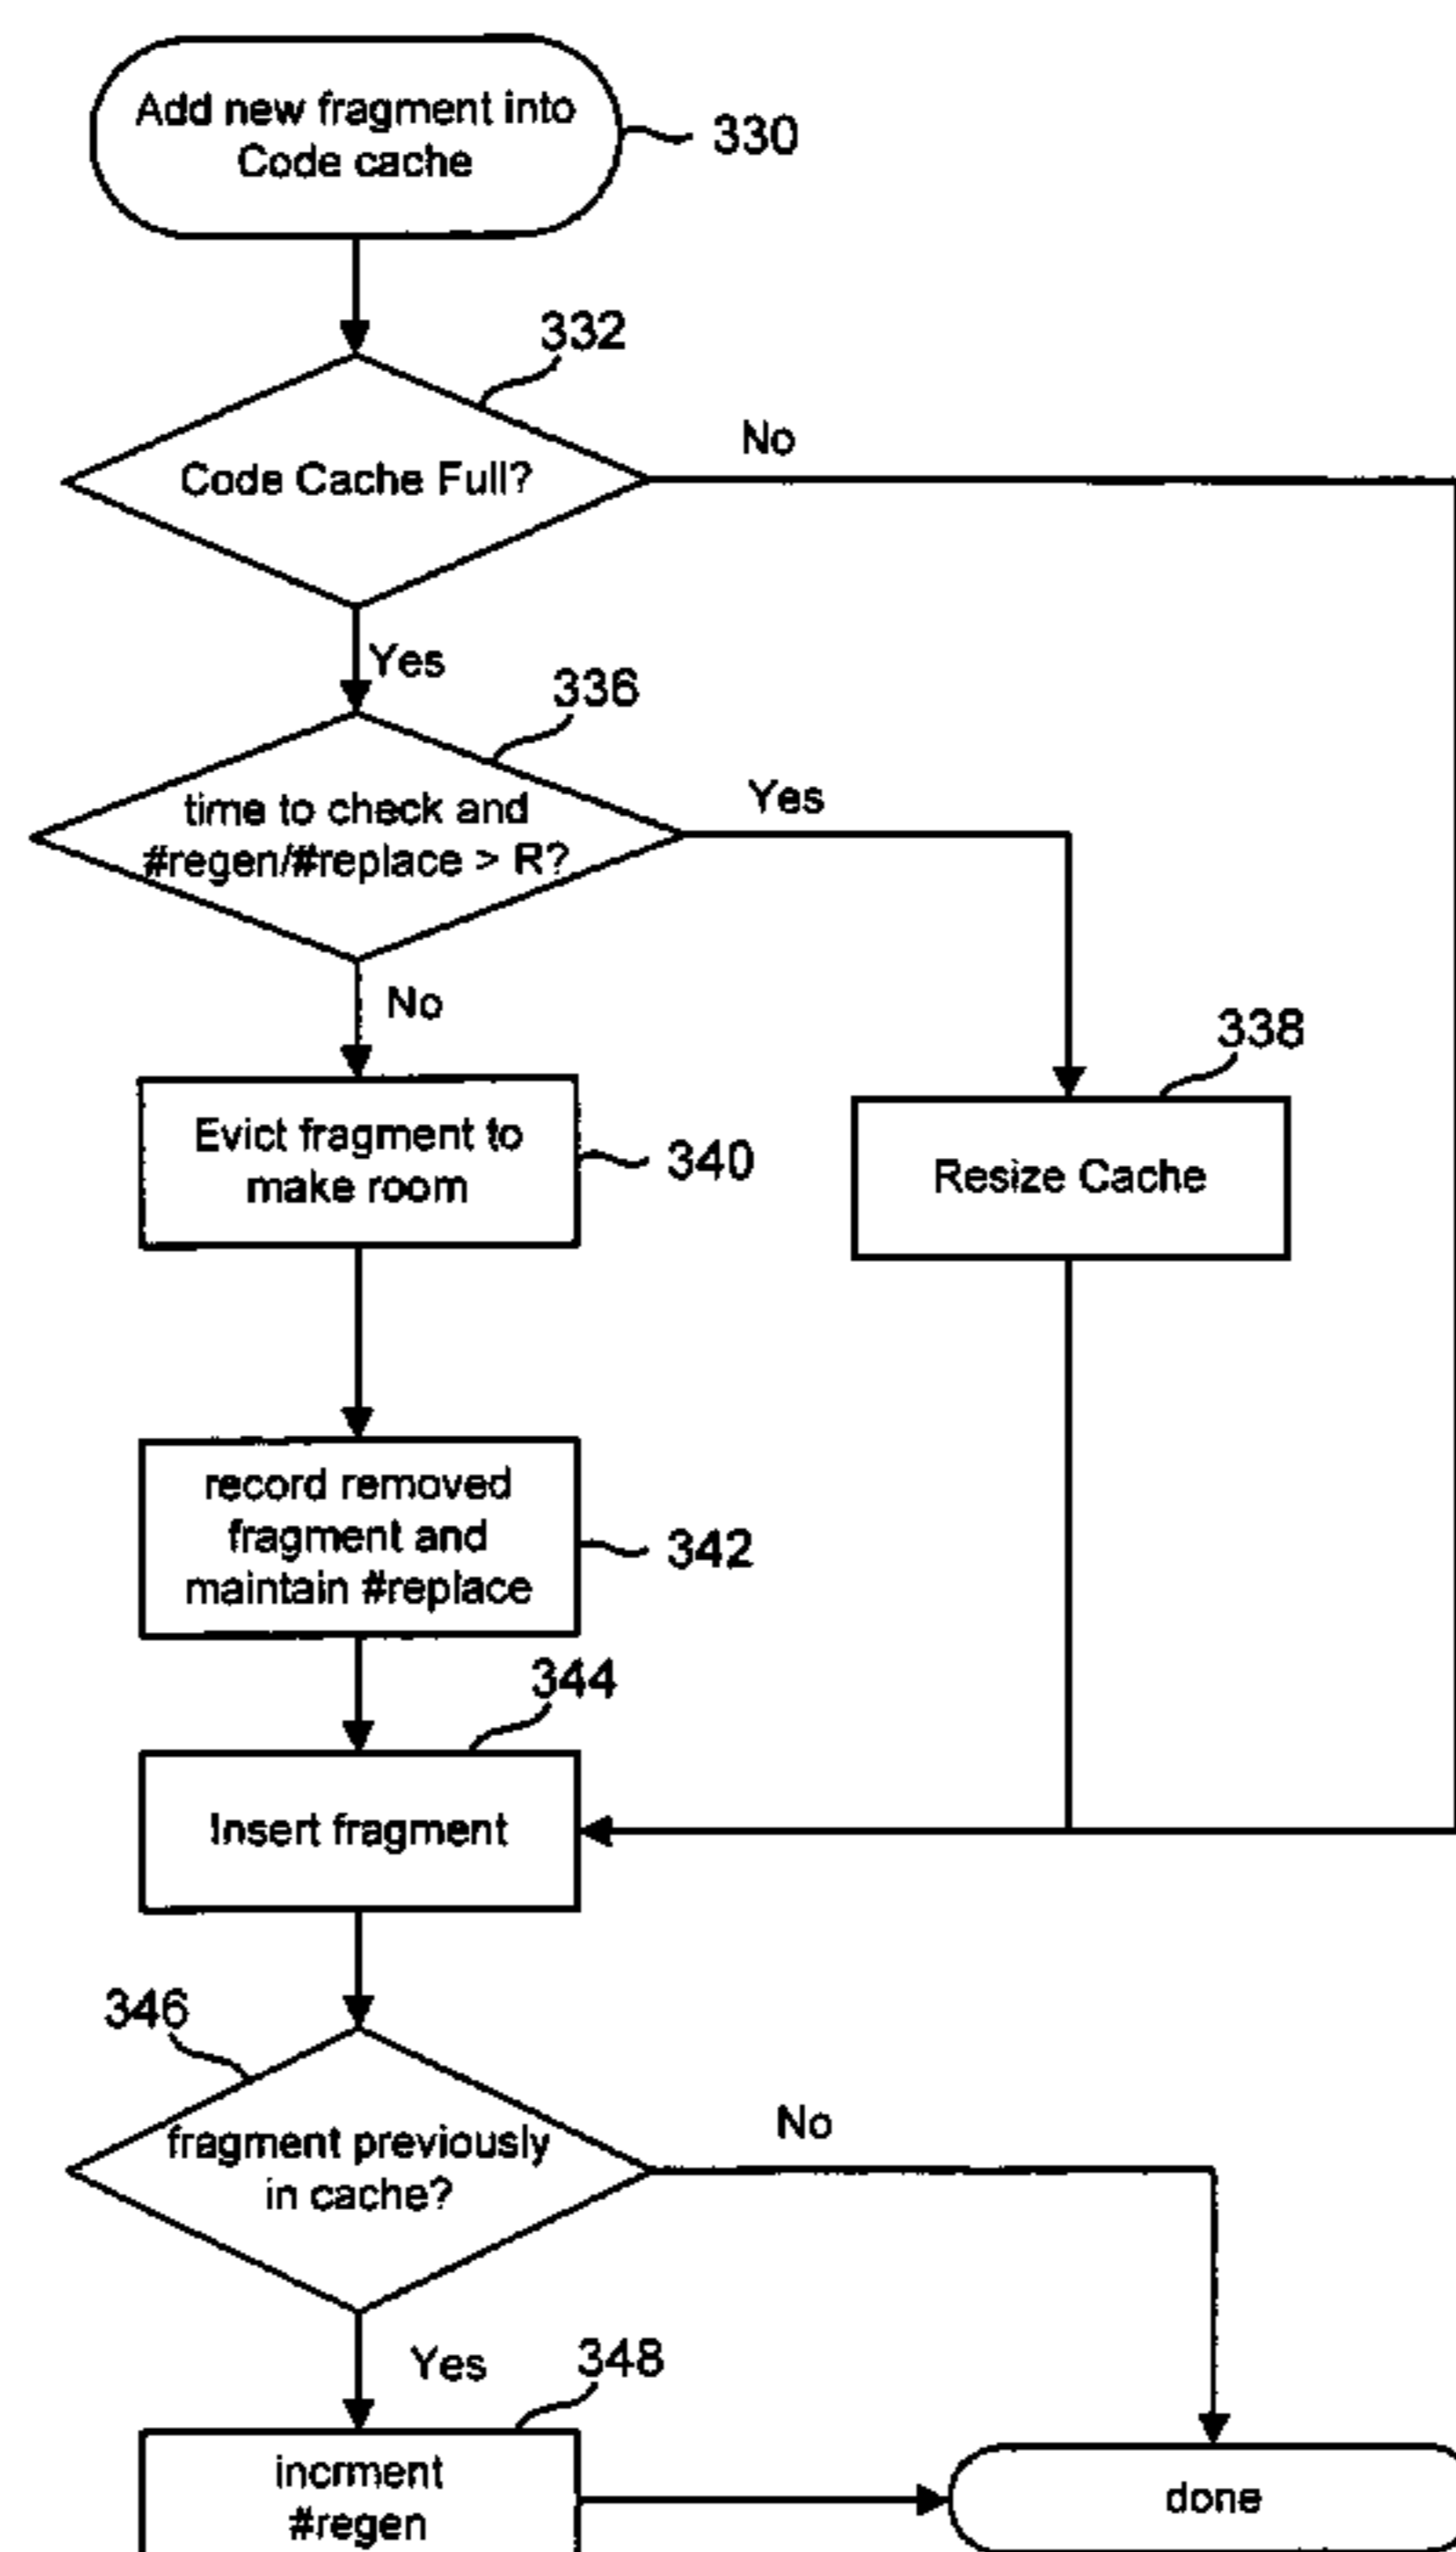 Add new fragment into
Code cache
330
332
Code Cache Full?
No
Yes
336
time to check and
#regen/#replace > R?
Yes
No
338
Evict fragment to
make room
340
Resize Cache
record removed
fragment and
maintain #replace
342
344
Insert fragment
346
fragment previously
in cache?
No
Yes
348
incrment
#regen
done